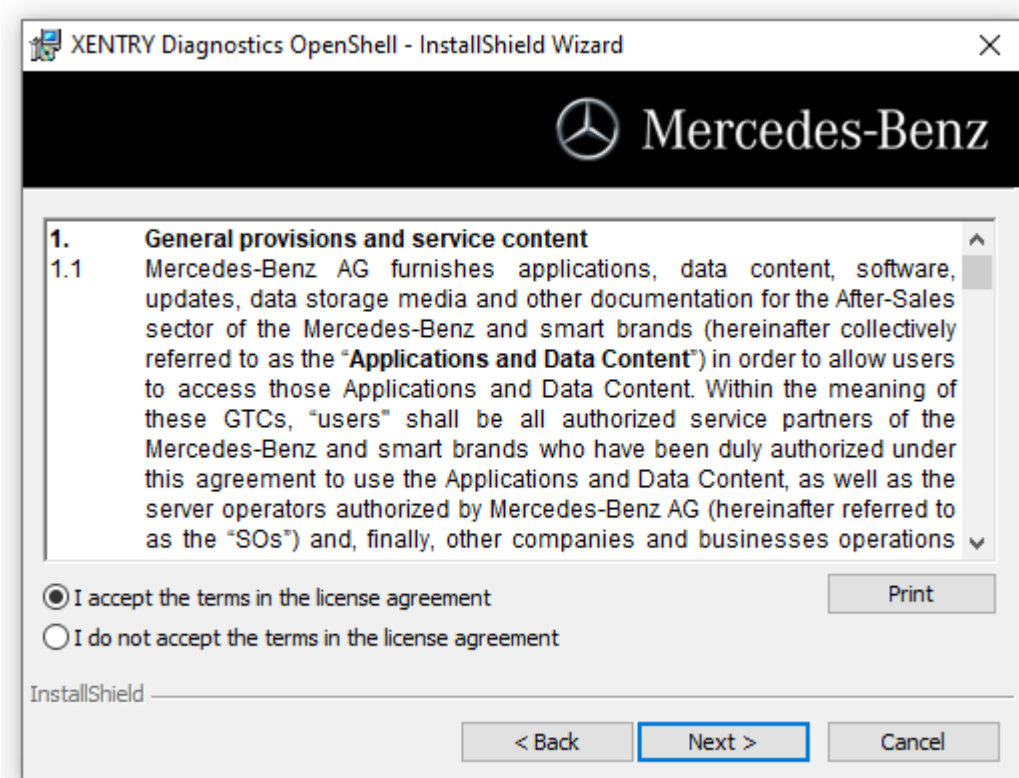 XENTRY Diagnostics OpenShell - InstallShield Wizard
Mercedes-Benz
1. General provisions and service content
1.1 Mercedes-Benz AG furnishes applications, data content, software,
updates, data storage media and other documentation for the After-Sales
sector of the Mercedes-Benz and smart brands (hereinafter collectively
referred to as the “Applications and Data Content”) in order to allow users
to access those Applications and Data Content. Within the meaning of
these GTCs, “users" shall be all authorized service partners of the
Mercedes-Benz and smart brands who have been duly authorized under
this agreement to use the Applications and Data Content, as well as the
server operators authorized by Mercedes-Benz AG (hereinafter referred to
as the “SOs”) and, finally, other companies and businesses operations
I accept the terms in the license agreement
Print
I do not accept the terms in the license agreement
InstallShield
< Back
Next >
Cancel